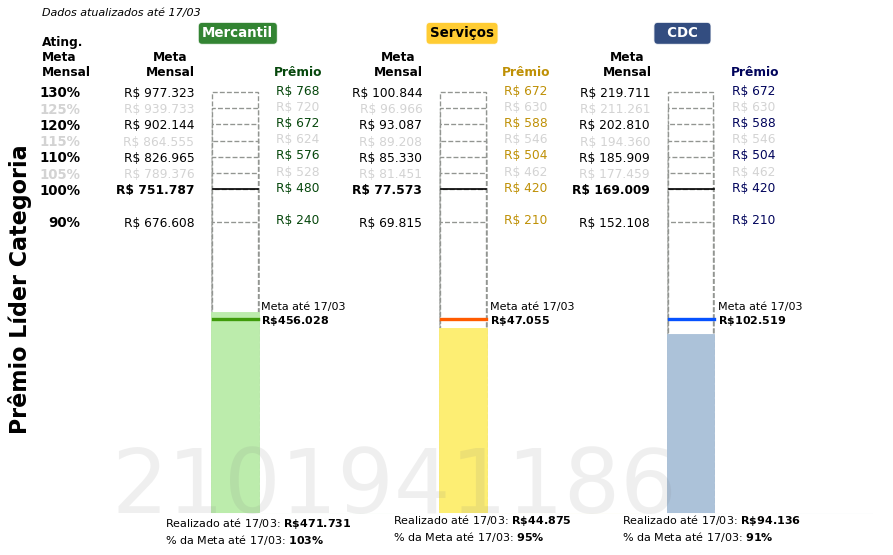 Dados atualizados até 17/03
Mercantil Serviços CDC
Ating. Meta Mensal Meta Mensal Prêmio Meta Mensal Prêmio Meta Mensal Prêmio
130% R$ 977.323 R$ 768 R$ 100.844 R$ 672 R$ 219.711 R$ 672
125% R$ 939.733 R$ 720 R$ 96.966 R$ 630 R$ 211.261 R$ 630
120% R$ 902.144 R$ 672 R$ 93.087 R$ 588 R$ 202.810 R$ 588
115% R$ 864.555 R$ 624 R$ 89.208 R$ 546 R$ 194.360 R$ 546
110% R$ 826.965 R$ 576 R$ 85.330 R$ 504 R$ 185.909 R$ 504
105% R$ 789.376 R$ 528 R$ 81.451 R$ 462 R$ 177.459 R$ 462
100% R$ 751.787 R$ 480 R$ 77.573 R$ 420 R$ 169.009 R$ 420
90% R$ 676.608 R$ 240 R$ 69.815 R$ 210 R$ 152.108 R$ 210
Prêmio Líder Categoria
Meta até 17/03 Meta até 17/03 Meta até 17/03
R$456.028 R$47.055 R$102.519
2101941186
Realizado até 17/03: R$471.731 Realizado até 17/03: R$44.875 Realizado até 17/03: R$94.136
% da Meta até 17/03: 103% % da Meta até 17/03: 95% % da Meta até 17/03: 91%